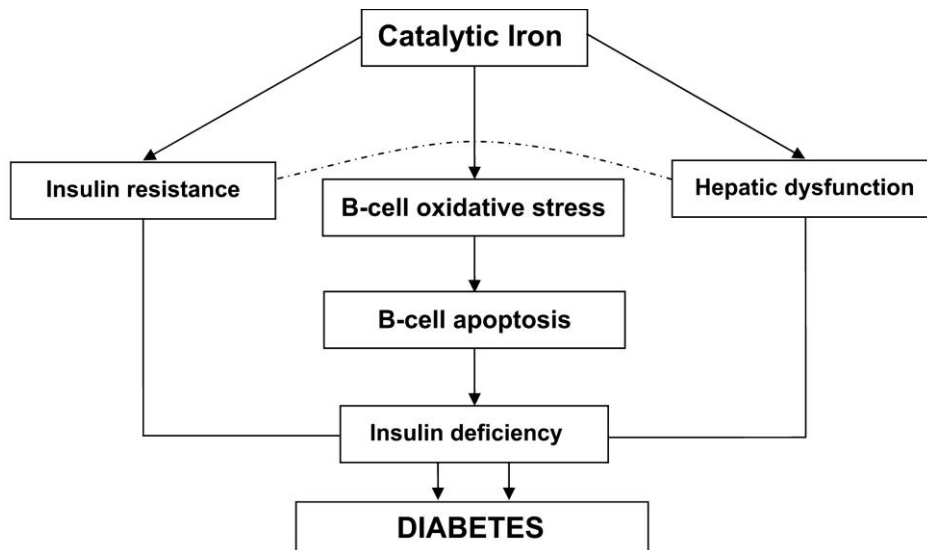 Catalytic Iron
Insulin resistance
Hepatic dysfunction
B-cell oxidative stress
B-cell apoptosis
Insulin deficiency
DIABETES